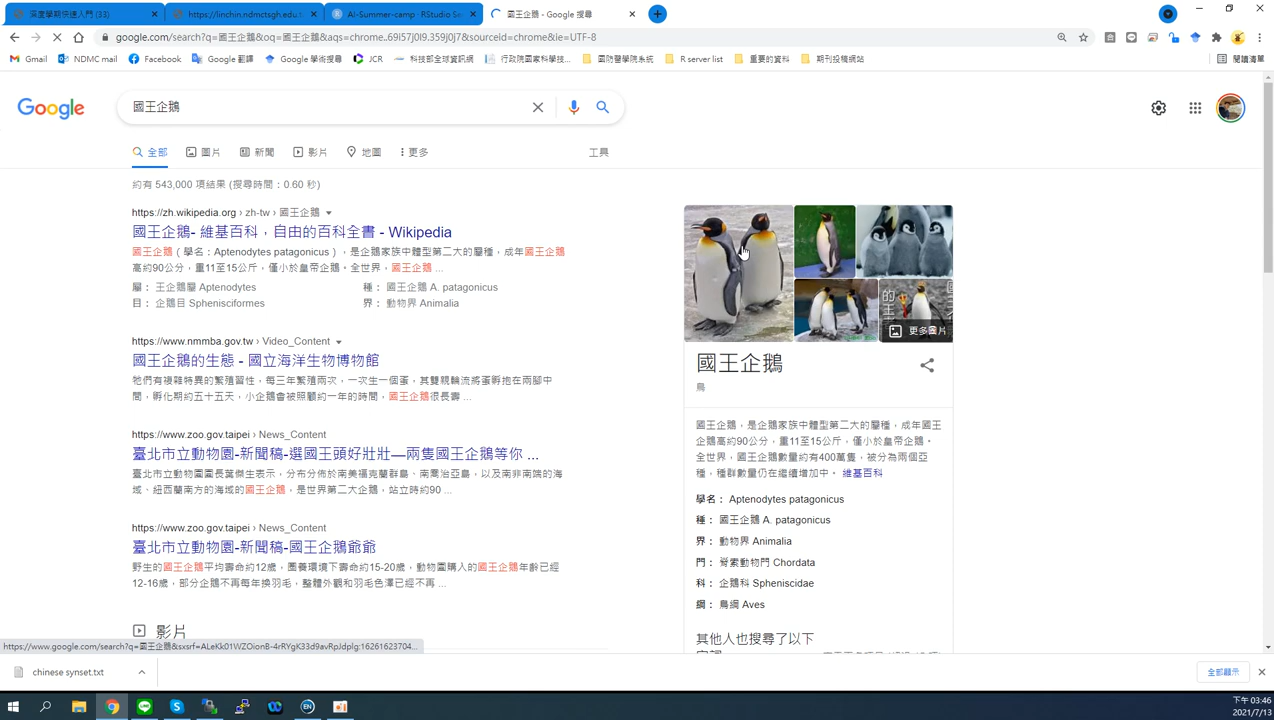 深度學期快速人門 (33)
https://linchin.ndmctsgh.edu.t
AI-Summer-camp · RStudio Se
國王企鵝 - Google 搜尋
google.com/search?q=國王企鵝&oq=國王企鵝&aqs=chrome..69i57j0l9.359j0j7&sourceid=chrome&ie=UTF-8
Gmail
NDMC mail
Facebook
Google 翻譯
Google 學術搜尋
JCR
科技部全球資訊網
行政院國家科學技...
國防醫學院系統
R server list
重要的資料
期刊投稿網站
閱讀清單
Google
國王企鵝
全部
圖片
新聞
影片
地圖
更多
工具
約有 543,000 項結果 (搜尋時間:0.60 秒)
https://zh.wikipedia.org › zh-tw › 國王企鵝
國王企鵝- 維基百科,自由的百科全書 - Wikipedia
國王企鵝(學名:Aptenodytes patagonicus),是企鵝家族中體型第二大的屬種,成年國王企鵝
高約90公分,重11至15公斤,僅小於皇帝企鵝。全世界,國王企鵝 ...
屬: 王企鵝屬 Aptenodytes
種: 國王企鵝 A. patagonicus
目: 企鵝目 Sphenisciformes
界: 動物界 Animalia
https://www.nmmba.gov.tw › Video_Content
國王企鵝的生態 - 國立海洋生物博物館
牠們有複雜特異的繁殖習性,每三年繁殖兩次,一次生一個蛋,其雙親輪流將蛋孵抱在兩腳中
間,孵化期約五十五天,小企鵝會被照顧約一年的時間,國王企鵝很長壽 ...
https://www.zoo.gov.taipei › News_Content
臺北市立動物園-新聞稿-選國王頭好壯壯—兩隻國王企鵝等你 ...
臺北市立動物園園長葉傑生表示,分布分佈於南美福克蘭群島、南喬治亞島,以及南非南端的海
域、紐西蘭南方的海域的國王企鵝,是世界第二大企鵝,站立時約90 ...
https://www.zoo.gov.taipei › News_Content
臺北市立動物園-新聞稿-國王企鵝爺爺
野生的國王企鵝平均壽命約12歲,圈養環境下壽命約15-20歲,動物園購入的國王企鵝年齡已經
12-16歲,部分企鵝不再每年換羽毛,整體外觀和羽毛色澤已經不再 ...
影片
更多圖片
國王企鵝
鳥
國王企鵝,是企鵝家族中體型第二大的屬種,成年國王
企鵝高約90公分,重11至15公斤,僅小於皇帝企鵝。
全世界,國王企鵝數量約有400萬隻,被分為兩個亞
種,種群數量仍在繼續增加中。 維基百科
學名: Aptenodytes patagonicus
種: 國王企鵝 A. patagonicus
界: 動物界 Animalia
門: 脊索動物門 Chordata
科: 企鵝科 Spheniscidae
綱: 鳥綱 Aves
其他人也搜尋了以下
https://www.google.com/search?q=國王企鵝&sxsrf=ALeKk01WZOionB-4rRYgK33d9avRpJdplg:16261623704...
chinese synset.txt
全部顯示
EN
下午 03:46
2021/7/13